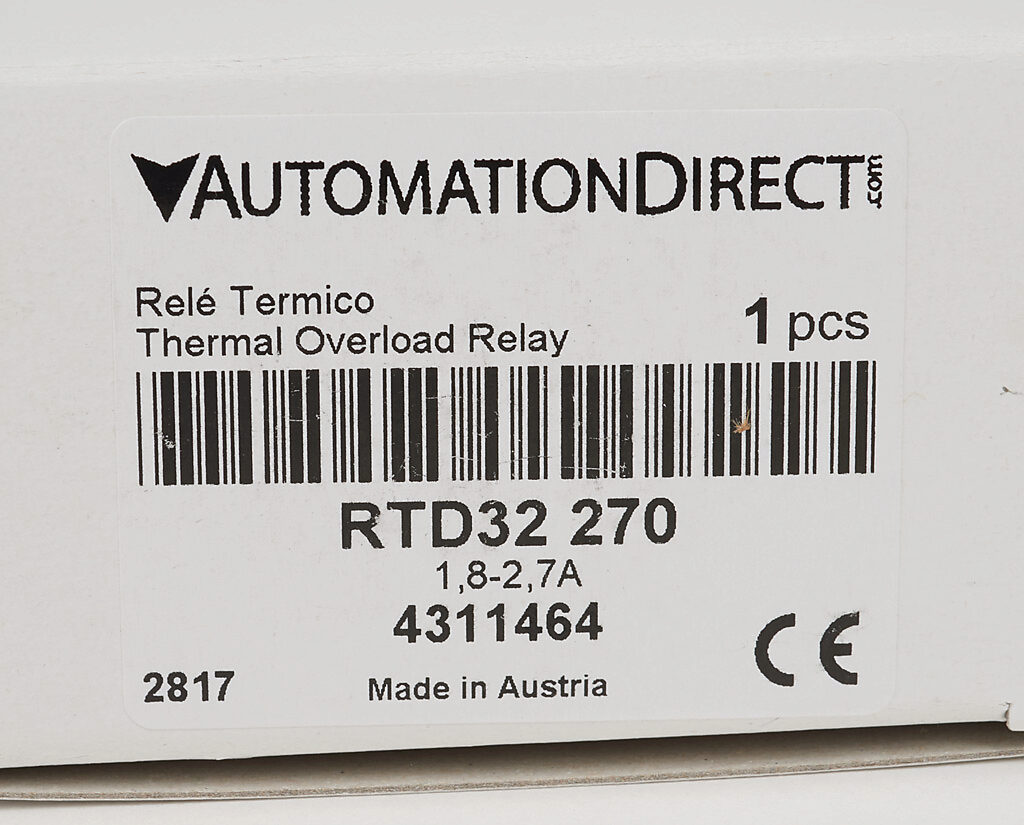 AUTOMATIONDIRECT.com
Relé Termico
Thermal Overload Relay
1 pcs
RTD32 270
1,8-2,7A
4311464
CE
2817
Made in Austria